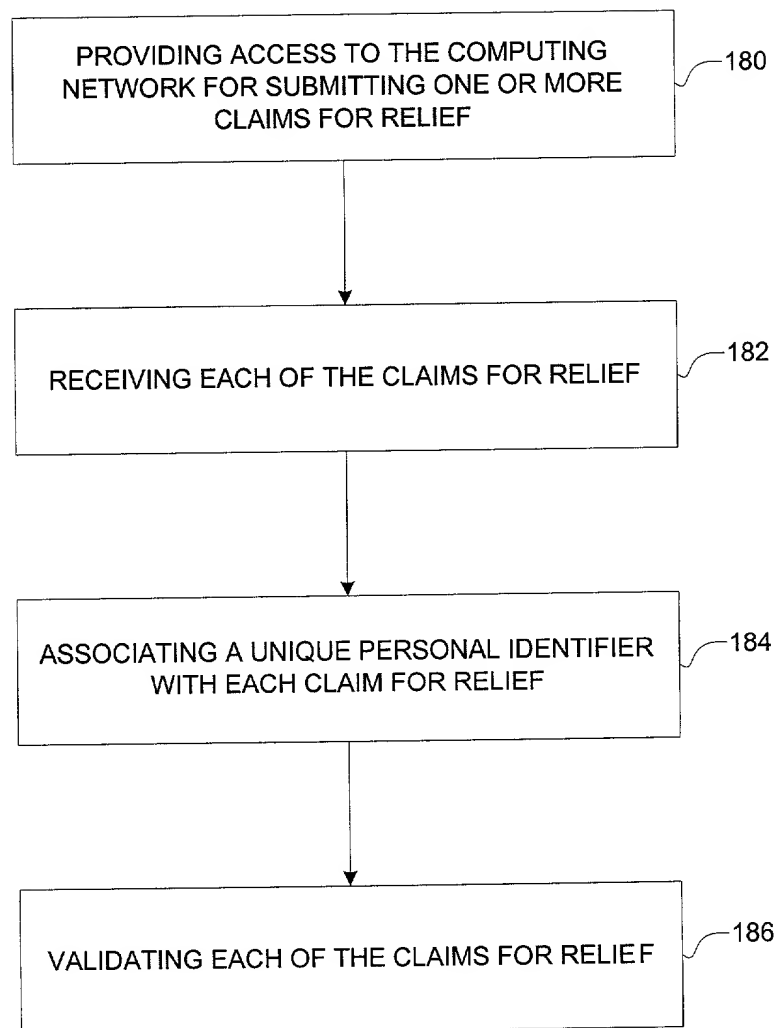 PROVIDING ACCESS TO THE COMPUTING
NETWORK FOR SUBMITTING ONE OR MORE
CLAIMS FOR RELIEF
180
RECEIVING EACH OF THE CLAIMS FOR RELIEF
182
ASSOCIATING A UNIQUE PERSONAL IDENTIFIER
WITH EACH CLAIM FOR RELIEF
184
VALIDATING EACH OF THE CLAIMS FOR RELIEF
186